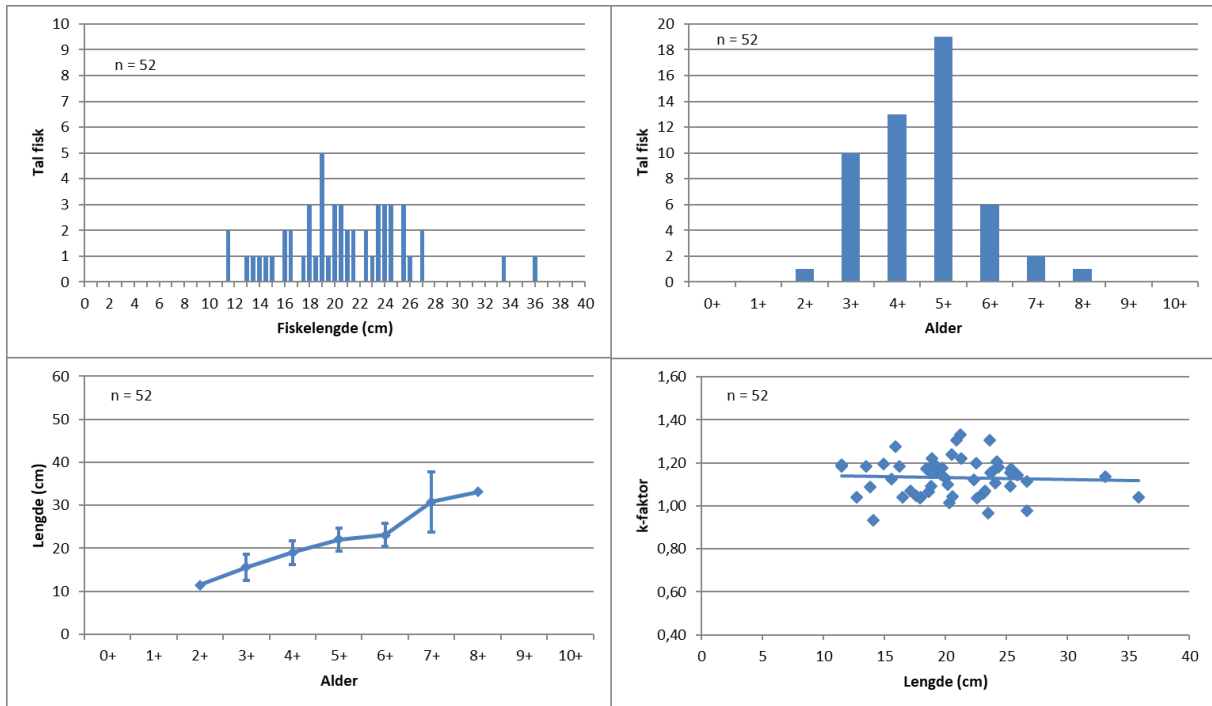 10
9
8
7
6
5
4
3
2
1
0
n = 52
Tal fisk
0 2 4 6 8 10 12 14 16 18 20 22 24 26 28 30 32 34 36 38 40
Fiskelengde (cm)
20
18
16
14
12
10
8
6
4
2
0
n = 52
Tal fisk
0+ 1+ 2+ 3+ 4+ 5+ 6+ 7+ 8+ 9+ 10+
Alder
60
50
40
30
20
10
0
n = 52
Lengde (cm)
0+ 1+ 2+ 3+ 4+ 5+ 6+ 7+ 8+ 9+ 10+
Alder
1,60
1,40
1,20
1,00
0,80
0,60
0,40
n = 52
k-faktor
0 5 10 15 20 25 30 35 40
Lengde (cm)